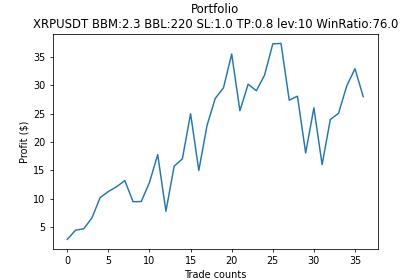 Portfolio
XRPUSDT BBM:2.3 BBL:220 SL:1.0 TP:0.8 lev:10 WinRatio:76.0
35
30
25
20
15
10
5
Profit ($)
0 5 10 15 20 25 30 35
Trade counts